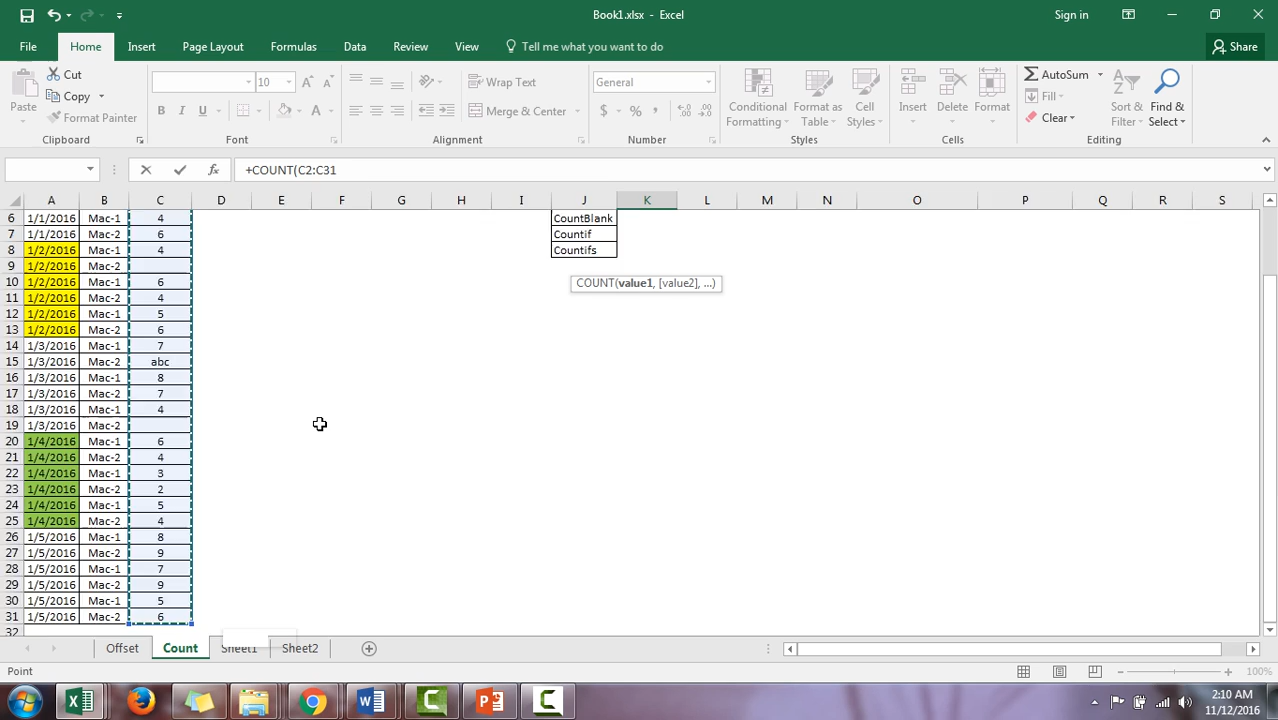 Book1.xlsx - Excel
Sign in
File Home Insert Page Layout Formulas Data Review View Tell me what you want to do Share
Paste
Cut
Copy
Format Painter
Clipboard
10 A A
B I U A
Font
Wrap Text
Merge & Center
Alignment
General
$ % ,
Number
Conditional Formatting
Format as Table
Cell Styles
Styles
Insert
Delete
Format
Cells
AutoSum
Fill
Clear
Sort & Filter
Find & Select
Editing
fx +COUNT(C2:C31
A B C D E F G H I J K L M N O P Q R S
6 1/1/2016 Mac-1 4 CountBlank
7 1/1/2016 Mac-2 6 Countif
8 1/2/2016 Mac-1 4 Countifs
9 1/2/2016 Mac-2
COUNT(value1, [value2], ...)
10 1/2/2016 Mac-1 6
11 1/2/2016 Mac-2 4
12 1/2/2016 Mac-1 5
13 1/2/2016 Mac-2 6
14 1/3/2016 Mac-1 7
15 1/3/2016 Mac-2 abc
16 1/3/2016 Mac-1 8
17 1/3/2016 Mac-2 7
18 1/3/2016 Mac-1 4
19 1/3/2016 Mac-2
20 1/4/2016 Mac-1 6
21 1/4/2016 Mac-2 4
22 1/4/2016 Mac-1 3
23 1/4/2016 Mac-2 2
24 1/4/2016 Mac-1 5
25 1/4/2016 Mac-2 4
26 1/5/2016 Mac-1 8
27 1/5/2016 Mac-2 9
28 1/5/2016 Mac-1 7
29 1/5/2016 Mac-2 9
30 1/5/2016 Mac-1 5
31 1/5/2016 Mac-2 6
32
Offset Count Sheet1 Sheet2
Point
100%
2:10 AM
11/12/2016